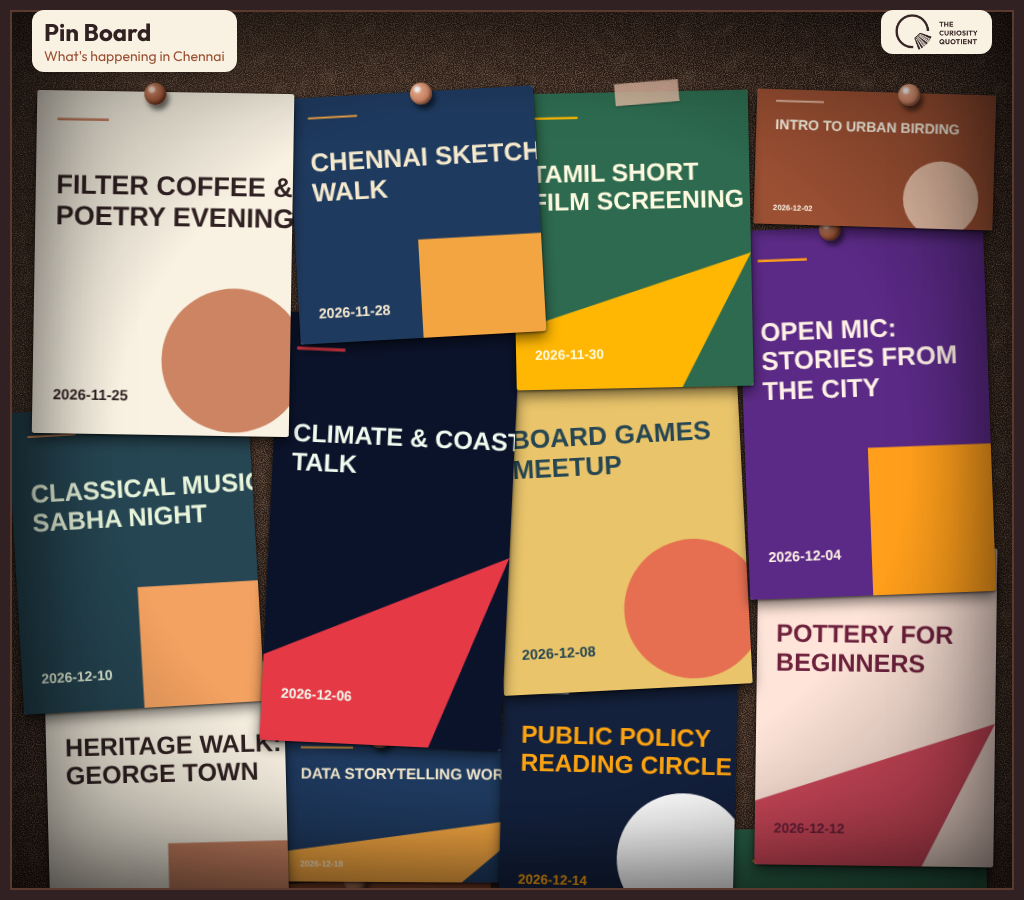 Pin Board
What's happening in Chennai
THE
CURIOSITY
QUOTIENT
FILTER COFFEE &
POETRY EVENING
2026-11-25
CHENNAI SKETCH
WALK
2026-11-28
TAMIL SHORT
FILM SCREENING
2026-11-30
INTRO TO URBAN BIRDING
2026-12-02
OPEN MIC:
STORIES FROM
THE CITY
2026-12-04
CLASSICAL MUSIC
SABHA NIGHT
2026-12-10
CLIMATE & COAST
TALK
2026-12-06
BOARD GAMES
MEETUP
2026-12-08
POTTERY FOR
BEGINNERS
2026-12-12
HERITAGE WALK:
GEORGE TOWN
DATA STORYTELLING WOR
2026-12-18
PUBLIC POLICY
READING CIRCLE
2026-12-14